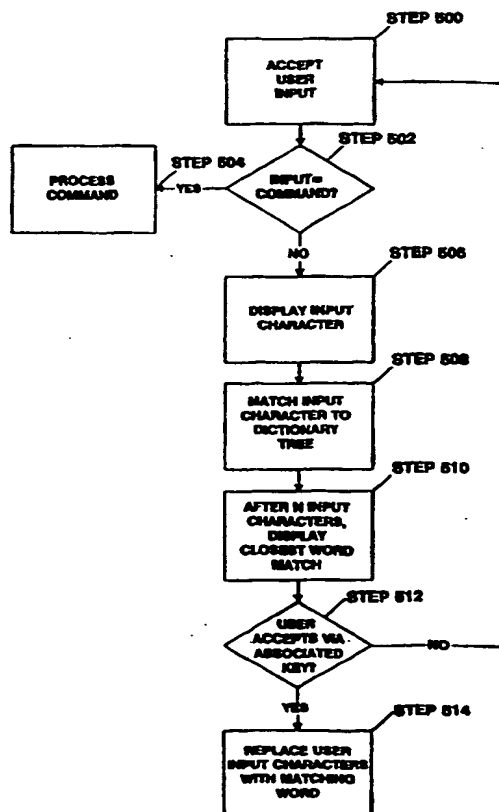 STEP 500
ACCEPT
USER
INPUT
STEP 502
INPUT=
COMMAND?
STEP 504
YES
PROCESS
COMMAND
NO
STEP 506
DISPLAY INPUT
CHARACTER
STEP 508
MATCH INPUT
CHARACTER TO
DICTIONARY
TREE
STEP 510
AFTER N INPUT
CHARACTERS,
DISPLAY
CLOSEST WORD
MATCH
STEP 512
USER
ACCEPTS VIA
ASSOCIATED
KEY?
NO
YES
STEP 514
REPLACE USER
INPUT CHARACTERS
WITH MATCHING
WORD